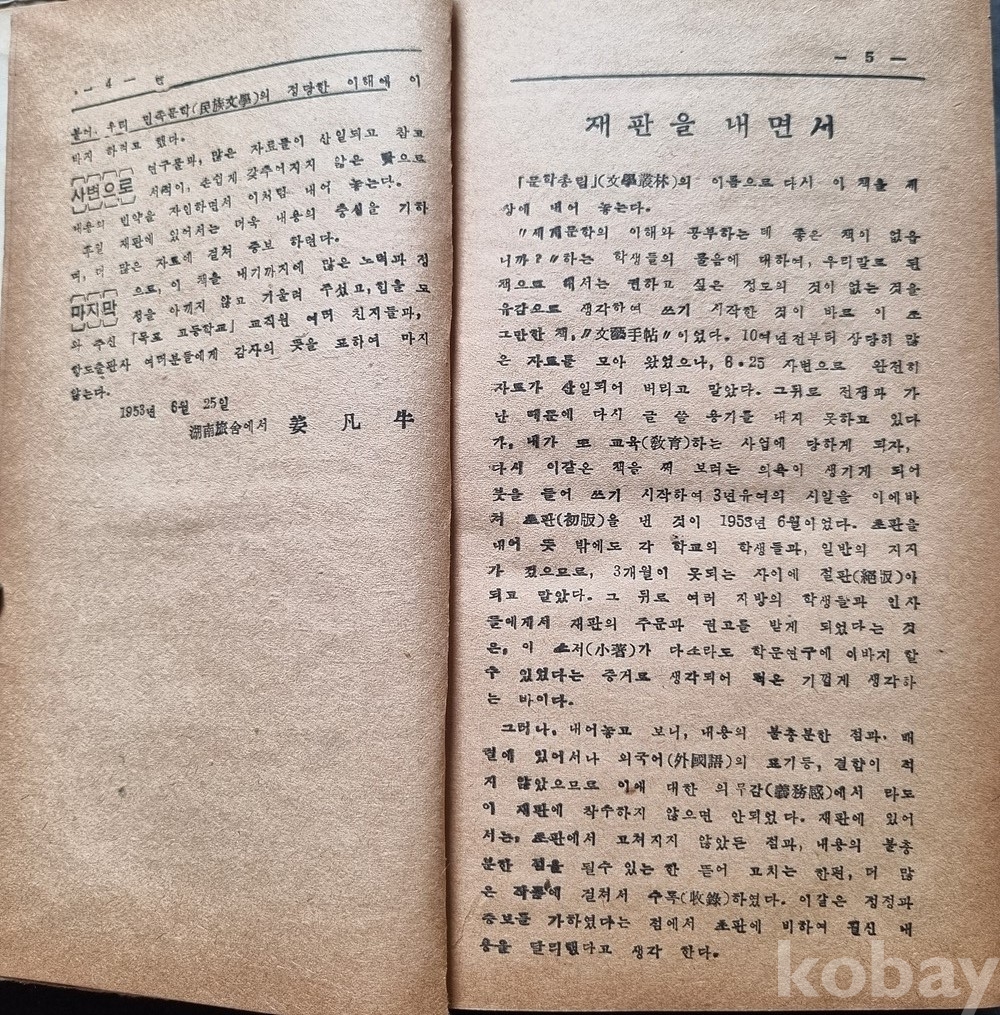 — 4 —
붙여, 우리 민족문학(民族文學)의 정당한 이해에 이
바지 하려고 했다.
사변으로 연구문화, 많은 자료들이 산일되고 참고
서적이, 손쉽게 갖추어지지 않은 으로
내용의 빈약을 자인하면서 이처럼 내어 놓는다.
후일 재판에 있어서는 더욱 내용의 충실을 기하
며, 더 많은 자료에 걸쳐 증보 하련다.
마지막 으로, 이 책을 내기까지에 많은 노력과 정
정을 아끼지 않고 기울려 주셨고, 힘을 모
와 주신 「목포 고등학교」 교직원 여러 친지들과,
항도출판사 여러분들에게 감사의 뜻을 표하여 마지
않는다.
1953년 6월 25일
湖南旅舍에서 姜 凡 牛
— 5 —
재판을 내면서
「문학총림」(文學叢林)의 이름으로 다시 이 책을 세
상에 내어 놓는다.
〃세계문학의 이해와 공부하는 데 좋은 책이 없읍
니까?〃하는 학생들의 물음에 대하여, 우리말로 된
책으로 해서는 변하고 싶은 정도의 것이 없는 것을
유감으로 생각하여 쓰기 시작한 것이 바로 이 조
그만한 책, 〃文藝手帖〃이었다. 10여년전부터 상당히 많
은 자료를 모아 왔었으나, 6•25 사변으로 완전히
자료가 산일되어 버리고 말았다. 그뒤로 전쟁과 가
난 때문에 다시 글 쓸 용기를 내지 못하고 있다
가, 내가 또 교육(敎育)하는 사업에 당하게 되자,
다시 이같은 책을 써 보려는 의욕이 생기게 되어
붓을 들어 쓰기 시작하여 3년유여의 시일을 이에바
쳐 초판(初版)을 낸 것이 1953년 6월이었다. 초판을
내어 뜻 밖에도 각 학교의 학생들과, 일반의 지지
가 컸으므로, 3개월이 못되는 사이에 절판(絕版)이
되고 말았다. 그 뒤로 여러 지방의 학생들과 인사
들에게서 재판의 주문과 권고를 받게 되었다는 것
은, 이 소저(小著)가 다소라도 학문연구에 이바지 할
수 있었다는 증거로 생각되어 적은 기껍게 생각하
는 바이다.
그러나, 내어놓고 보니, 내용의 불충분한 점과· 배
렬에 있어서나 외국어(外國語)의 표기등, 결함이 적
지 않았으므로 이에 대한 의무감(義務感)에서 라도
이 재판에 착수하지 않으면 안되었다. 재판에 있어
서는, 초판에서 고쳐지지 않았든 점과, 내용의 불충
분한 점을 될수 있는 한 뜯어 고치는 한편, 더 많
은 작품에 걸쳐서 수록(收錄)하였다. 이같은 정정과
증보를 가하였다는 점에서 초판에 비하여 훨신 내
용을 달리했다고 생각 한다.
kobay